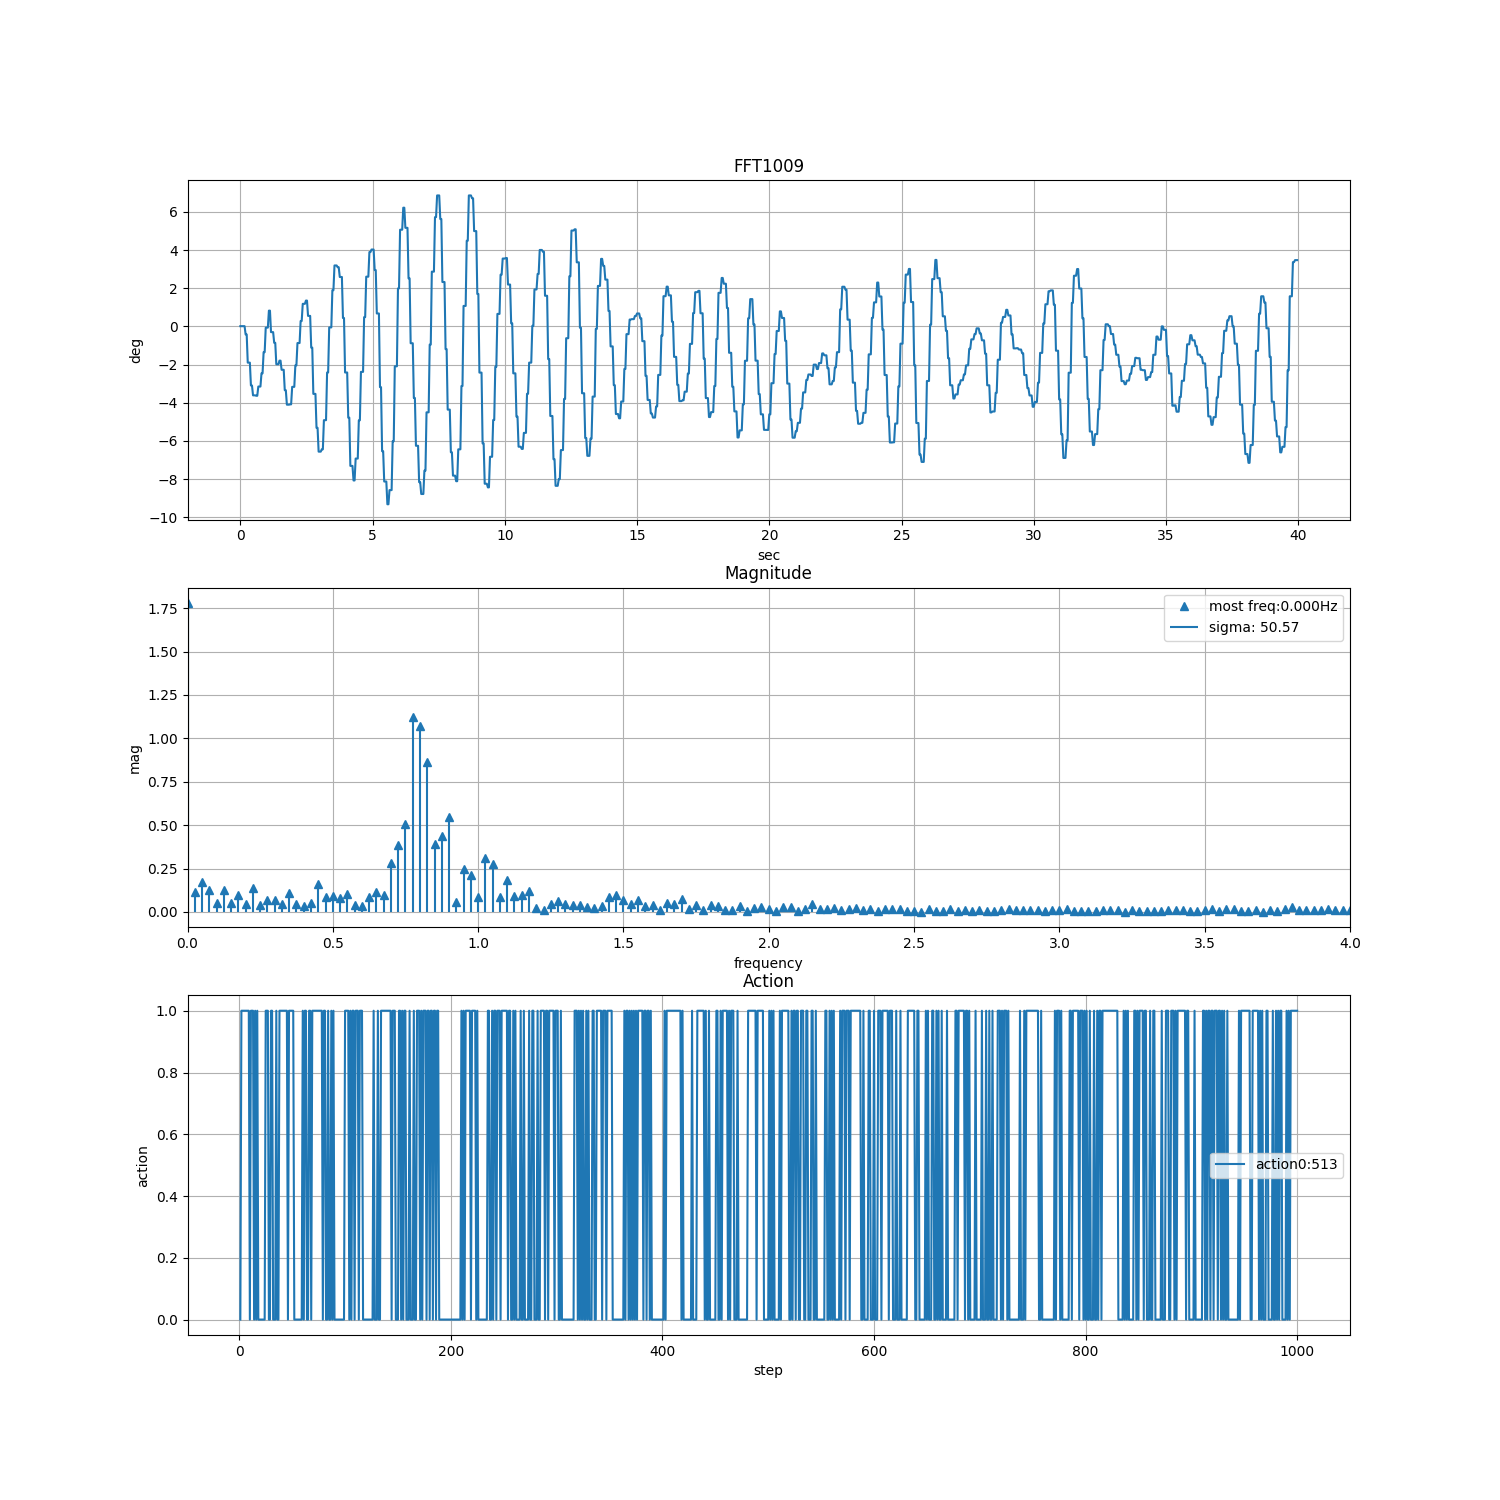 FFT1009
6
4
2
0
−2
−4
−6
−8
−10
deg
0 5 10 15 20 25 30 35 40
sec
Magnitude
1.75
1.50
1.25
1.00
0.75
0.50
0.25
0.00
mag
most freq:0.000Hz
sigma: 50.57
0.0 0.5 1.0 1.5 2.0 2.5 3.0 3.5 4.0
frequency
Action
1.0
0.8
0.6
0.4
0.2
0.0
action
action0:513
0 200 400 600 800 1000
step